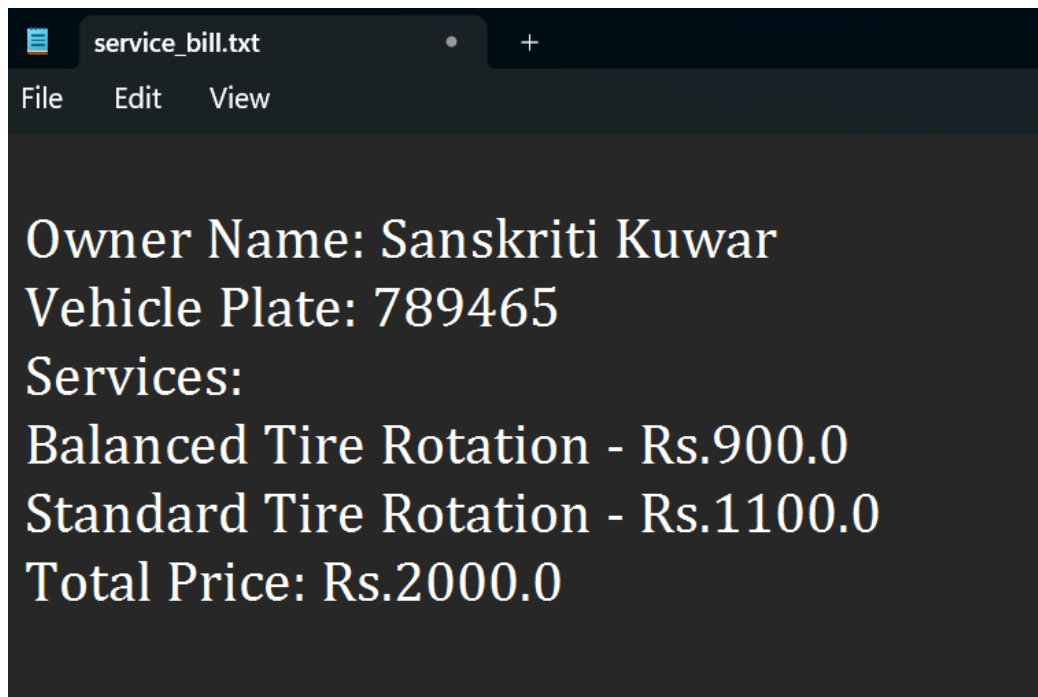 service_bill.txt
File Edit View
Owner Name: Sanskriti Kuwar
Vehicle Plate: 789465
Services:
Balanced Tire Rotation - Rs.900.0
Standard Tire Rotation - Rs.1100.0
Total Price: Rs.2000.0